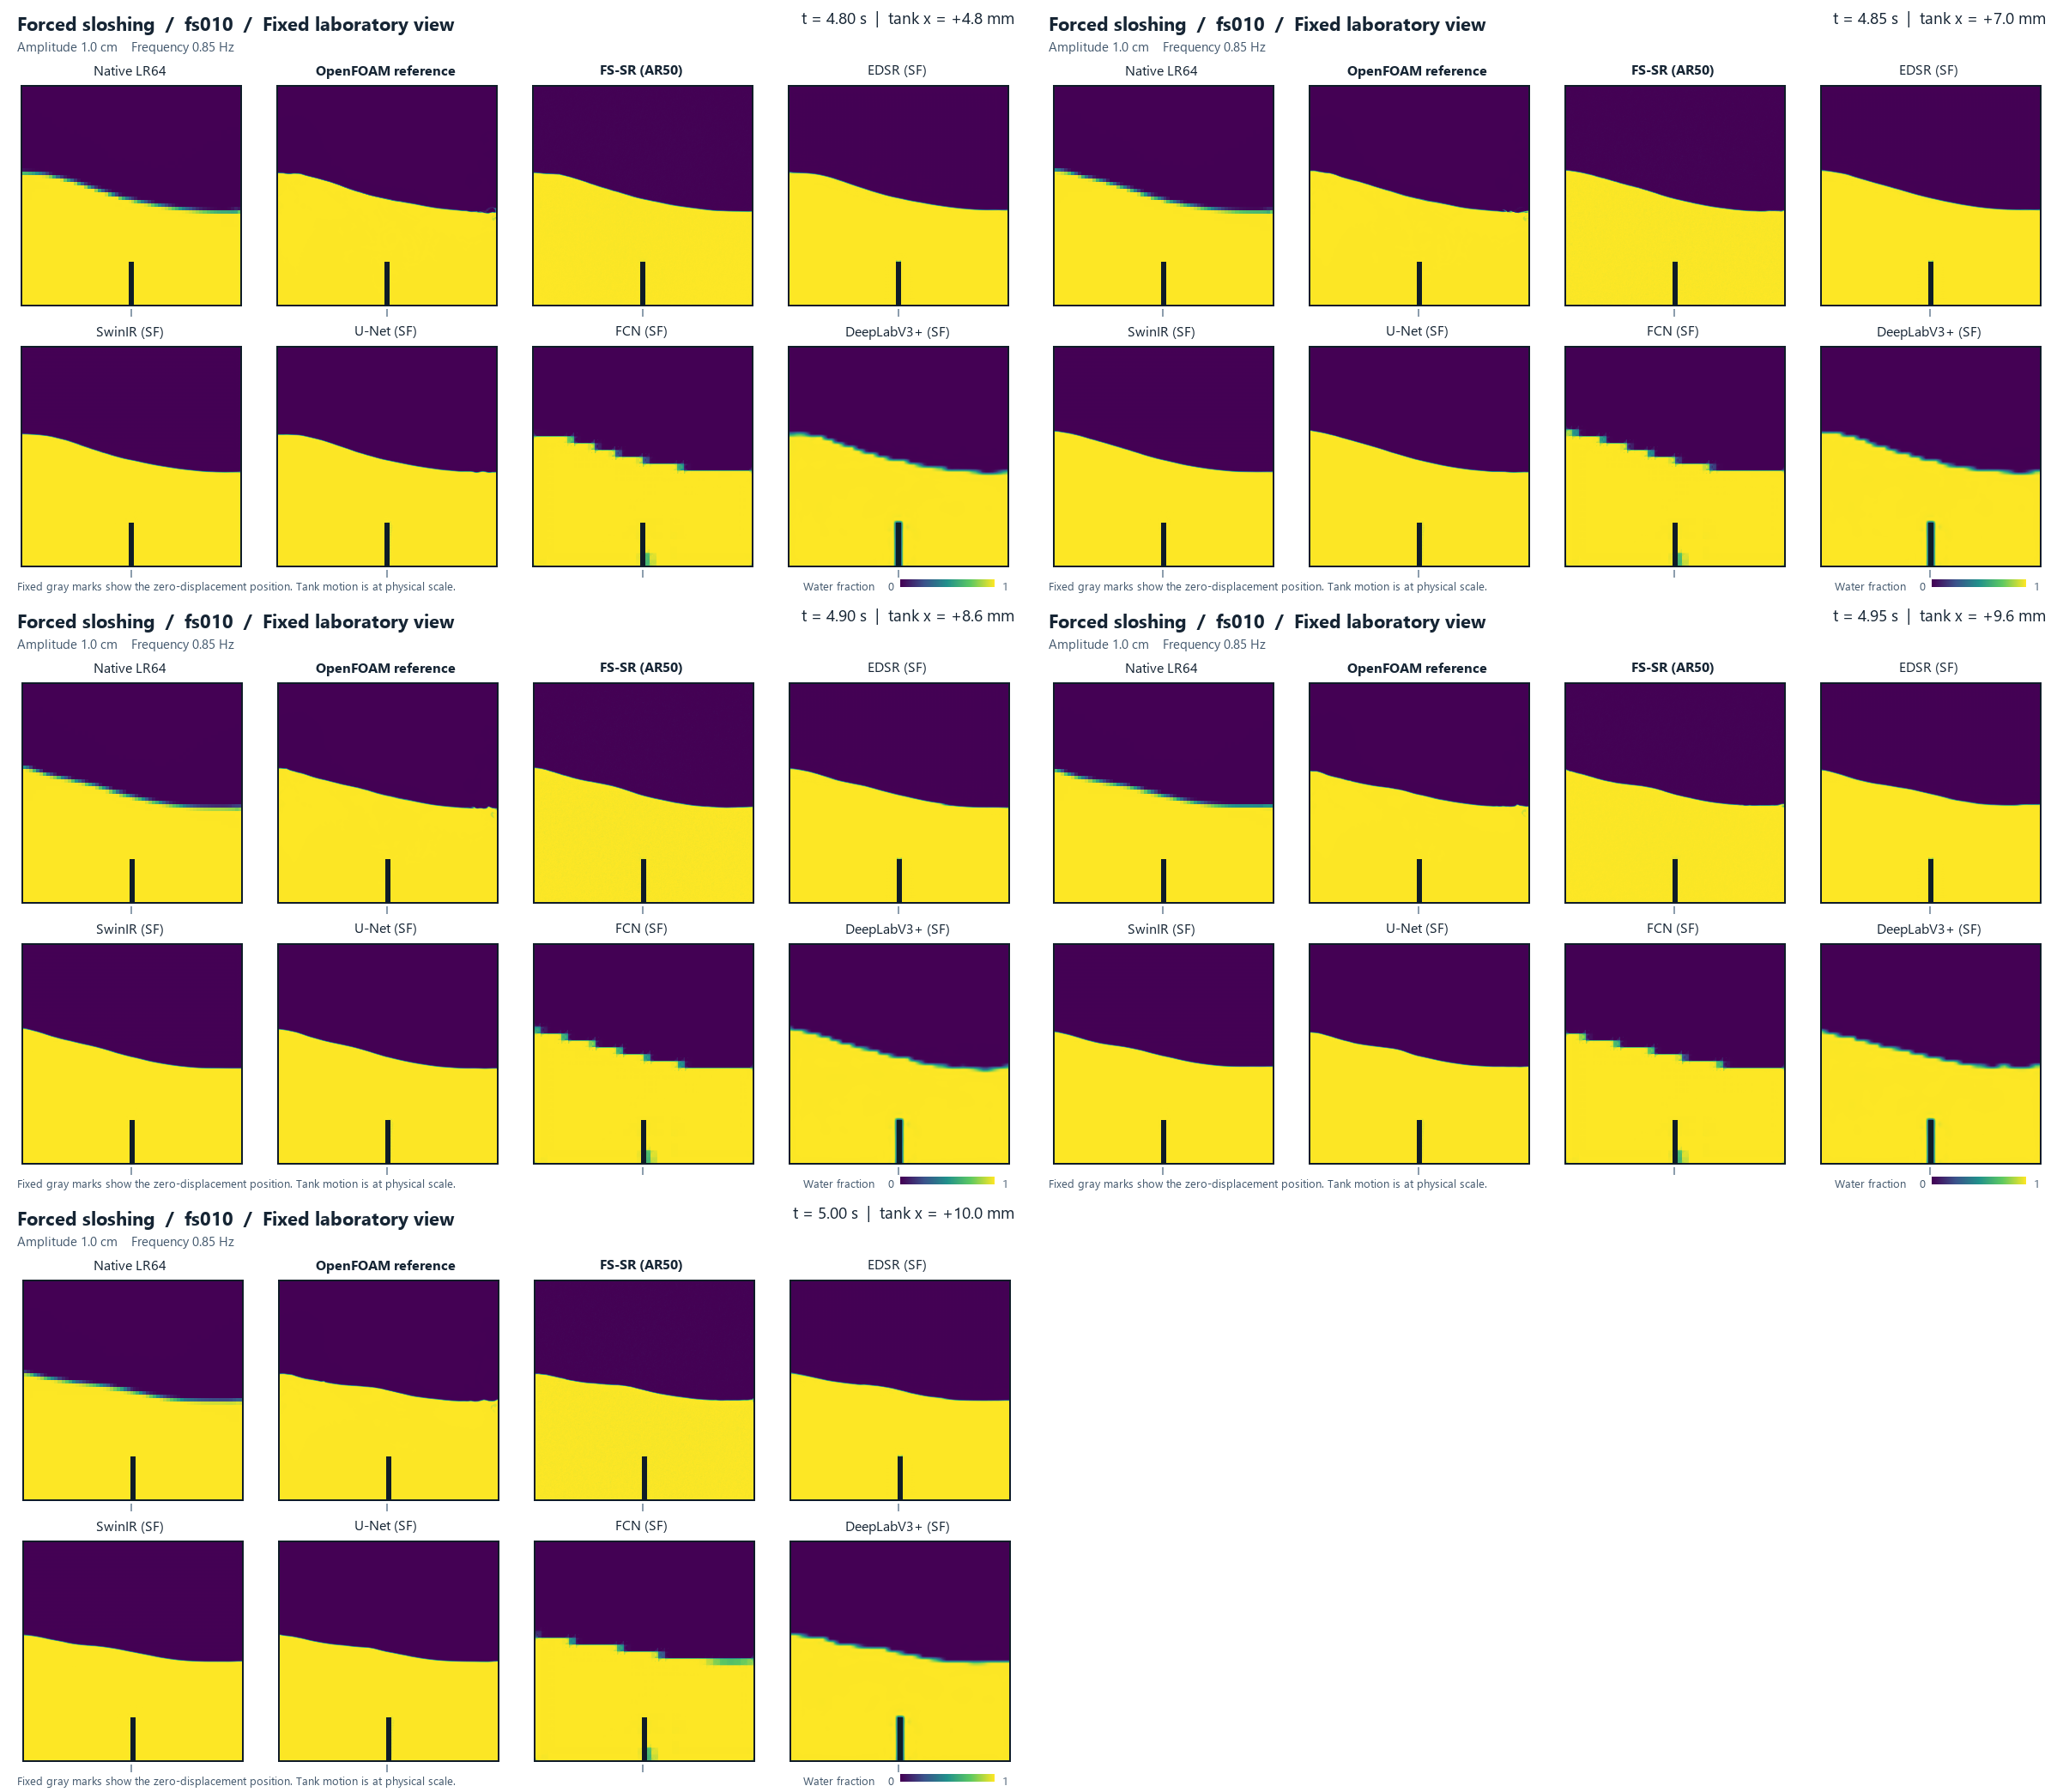 Forced sloshing / fs010 / Fixed laboratory view
t = 4.80 s | tank x = +4.8 mm
Amplitude 1.0 cm Frequency 0.85 Hz
Native LR64
OpenFOAM reference
FS-SR (AR50)
EDSR (SF)
SwinIR (SF)
U-Net (SF)
FCN (SF)
DeepLabV3+ (SF)
Fixed gray marks show the zero-displacement position. Tank motion is at physical scale.
Water fraction 0 1
Forced sloshing / fs010 / Fixed laboratory view
t = 4.85 s | tank x = +7.0 mm
Amplitude 1.0 cm Frequency 0.85 Hz
Native LR64
OpenFOAM reference
FS-SR (AR50)
EDSR (SF)
SwinIR (SF)
U-Net (SF)
FCN (SF)
DeepLabV3+ (SF)
Fixed gray marks show the zero-displacement position. Tank motion is at physical scale.
Water fraction 0 1
Forced sloshing / fs010 / Fixed laboratory view
t = 4.90 s | tank x = +8.6 mm
Amplitude 1.0 cm Frequency 0.85 Hz
Native LR64
OpenFOAM reference
FS-SR (AR50)
EDSR (SF)
SwinIR (SF)
U-Net (SF)
FCN (SF)
DeepLabV3+ (SF)
Fixed gray marks show the zero-displacement position. Tank motion is at physical scale.
Water fraction 0 1
Forced sloshing / fs010 / Fixed laboratory view
t = 4.95 s | tank x = +9.6 mm
Amplitude 1.0 cm Frequency 0.85 Hz
Native LR64
OpenFOAM reference
FS-SR (AR50)
EDSR (SF)
SwinIR (SF)
U-Net (SF)
FCN (SF)
DeepLabV3+ (SF)
Fixed gray marks show the zero-displacement position. Tank motion is at physical scale.
Water fraction 0 1
Forced sloshing / fs010 / Fixed laboratory view
t = 5.00 s | tank x = +10.0 mm
Amplitude 1.0 cm Frequency 0.85 Hz
Native LR64
OpenFOAM reference
FS-SR (AR50)
EDSR (SF)
SwinIR (SF)
U-Net (SF)
FCN (SF)
DeepLabV3+ (SF)
Fixed gray marks show the zero-displacement position. Tank motion is at physical scale.
Water fraction 0 1